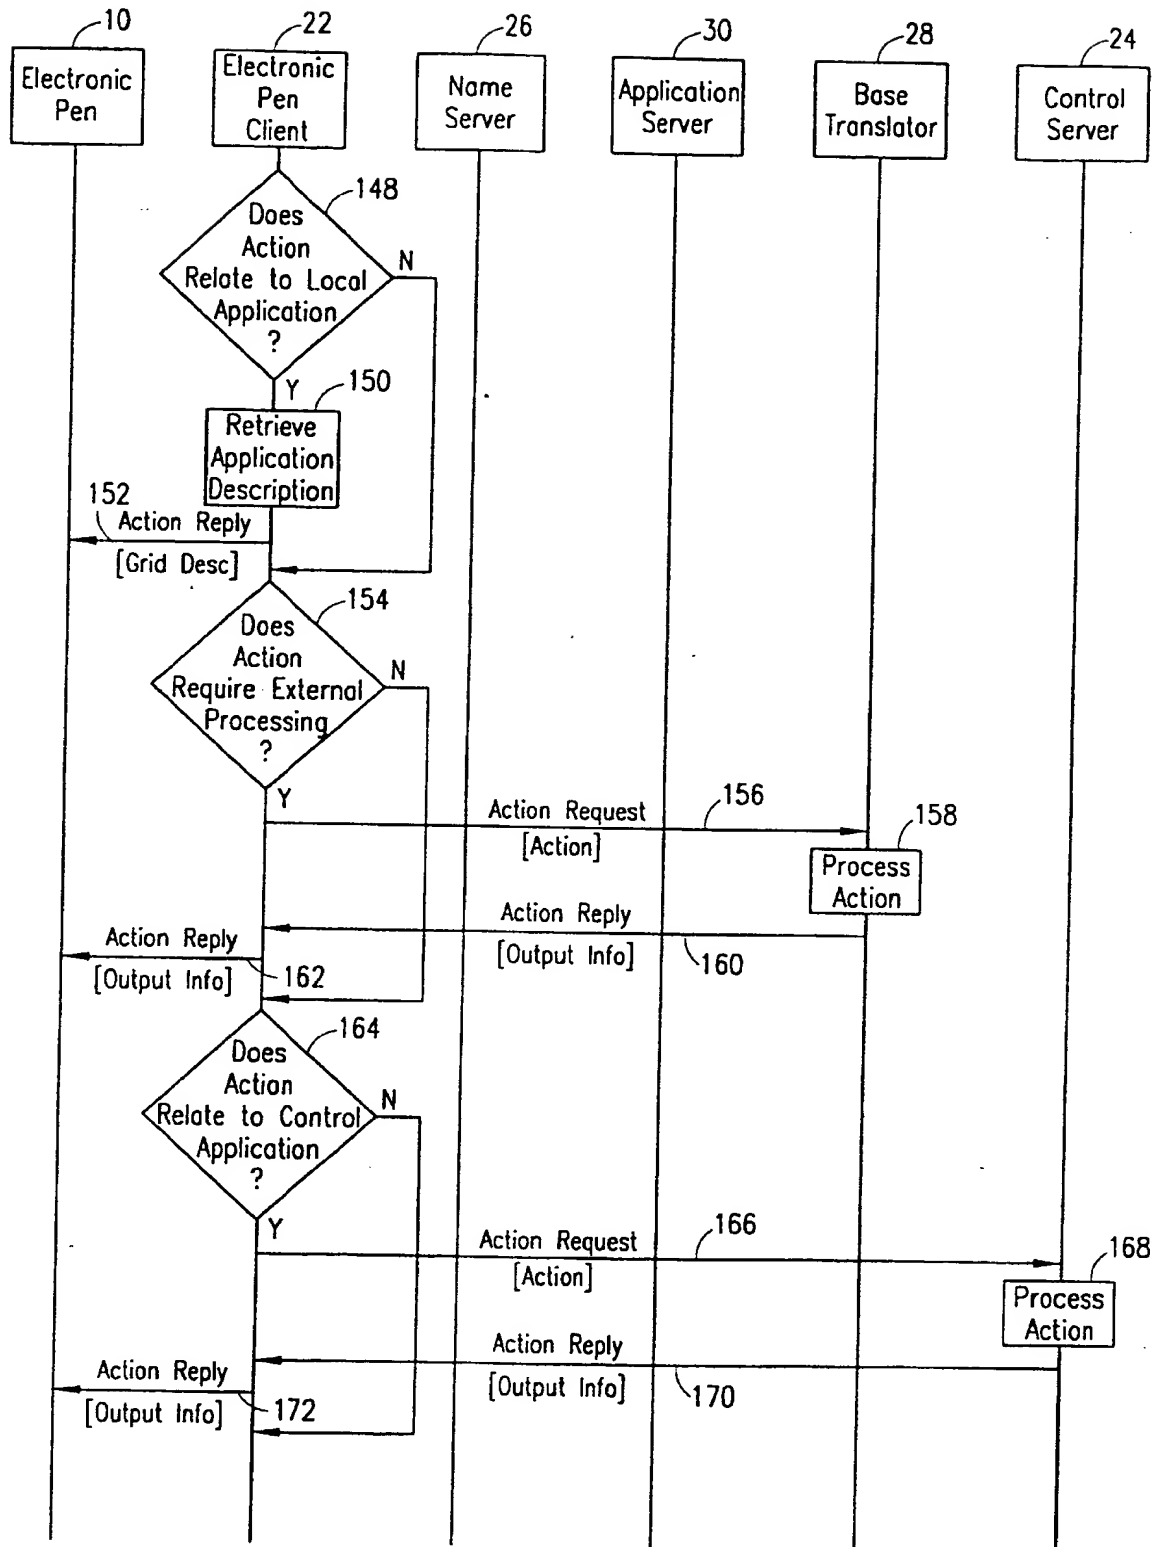 10
22
26
30
28
24
Electronic
Pen
Electronic
Pen
Client
Name
Server
Application
Server
Base
Translator
Control
Server
148
Does
Action
Relate to Local
Application
?
N
Y
150
Retrieve
Application
Description
152
Action Reply
[Grid Desc]
154
Does
Action
Require External
Processing
?
N
Y
Action Request
156
[Action]
158
Process
Action
Action Reply
[Output Info]
160
Action Reply
[Output Info]
162
164
Does
Action
Relate to Control
Application
?
N
Y
Action Request
166
[Action]
168
Process
Action
Action Reply
[Output Info]
170
Action Reply
[Output Info]
172